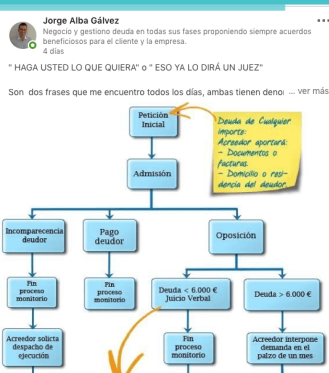 Jorge Alba Gálvez
Negocio y gestiono deuda en todas sus fases proponiendo siempre acuerdos
beneficiosos para el cliente y la empresa.
4 días
" HAGA USTED LO QUE QUIERA" o " ESO YA LO DIRÁ UN JUEZ"
Son dos frases que me encuentro todos los días, ambas tienen deno ... ver más
Petición
Inicial
Deuda de Cualquier
importe:
Acreedor aportará:
- Documentos o
facturas.
- Domicilio o resi-
dencia del deudor.
Admisión
Incomparecencia
deudor
Pago
deudor
Oposición
Fin
proceso
monitorio
Fin
proceso
monitorio
Deuda < 6.000 €
Juicio Verbal
Deuda > 6.000 €
Acreedor solicta
despacho de
ejecución
Fin
proceso
monitorio
Acreedor interpone
demanda en el
palzo de un mes